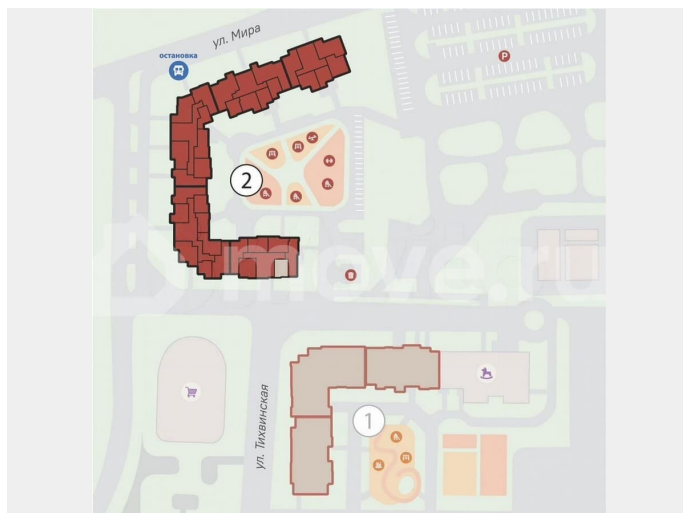 ул. Мира
остановка
P
2
move.ru
1
ул. Тихвинская